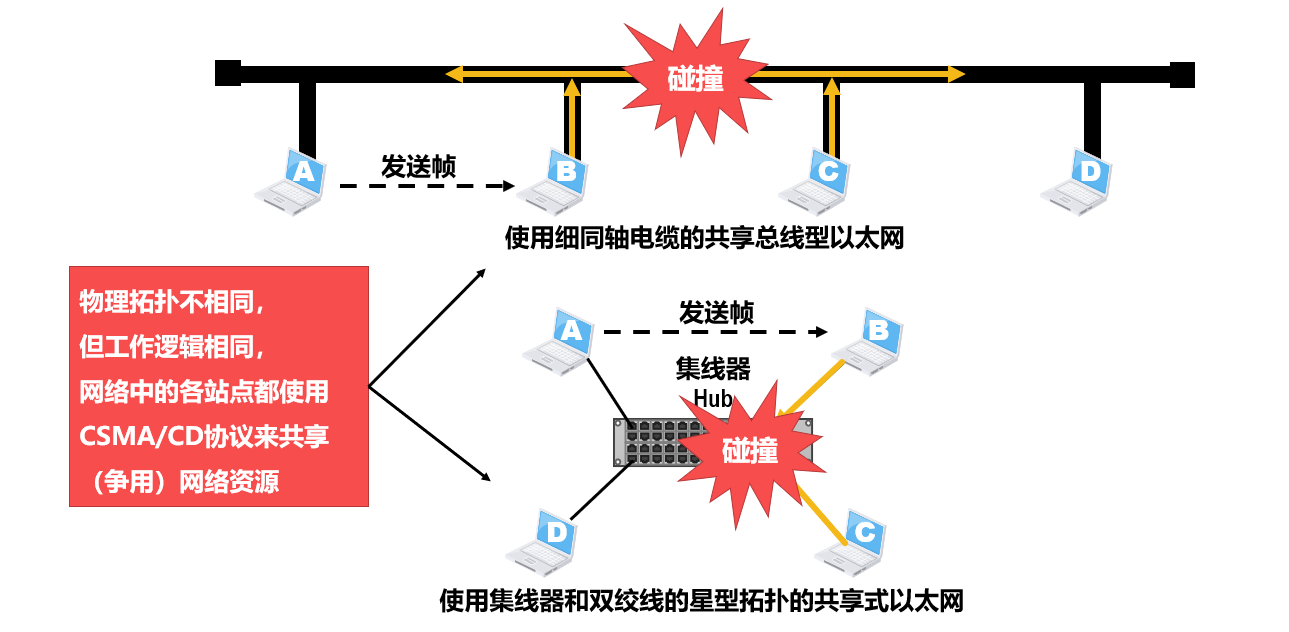 碰撞
A
发送帧
B
C
D
使用细同轴电缆的共享总线型以太网
物理拓扑不相同，
但工作逻辑相同，
网络中的各站点都使用
CSMA/CD协议来共享
（争用）网络资源
A
发送帧
B
集线器
Hub
碰撞
D
C
使用集线器和双绞线的星型拓扑的共享式以太网